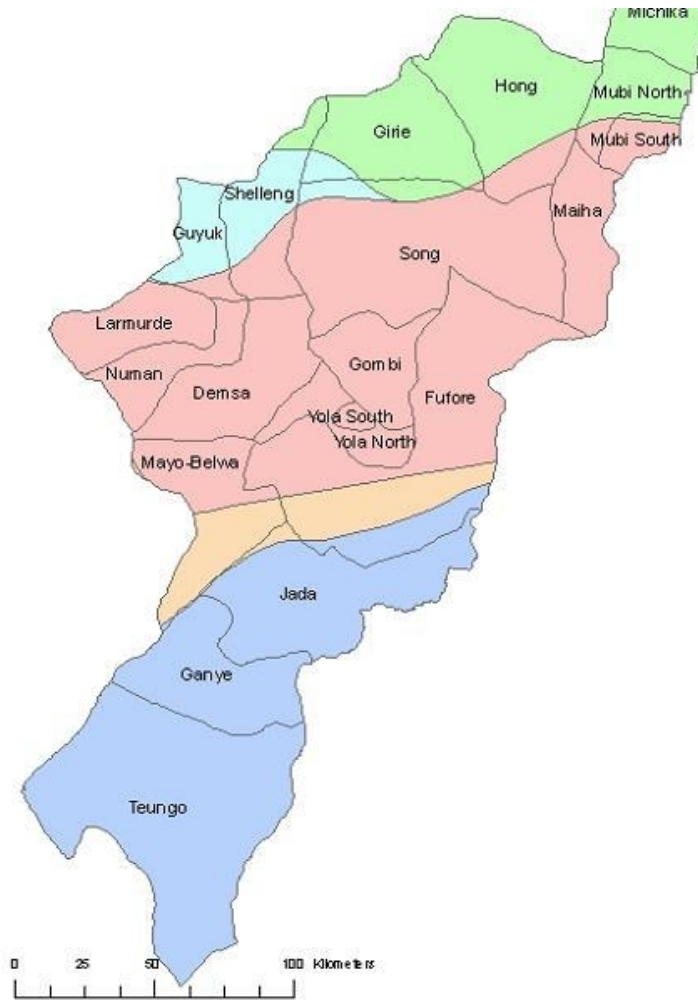 Michika
Hong
Mubi North
Girie
Mubi South
Shelleng
Maiha
Guyuk
Song
Larmurde
Gombi
Numan
Demsa
Fufore
Yola South
Yola North
Mayo-Belwa
Jada
Ganye
Teungo
0 25 50 100 Kilometers